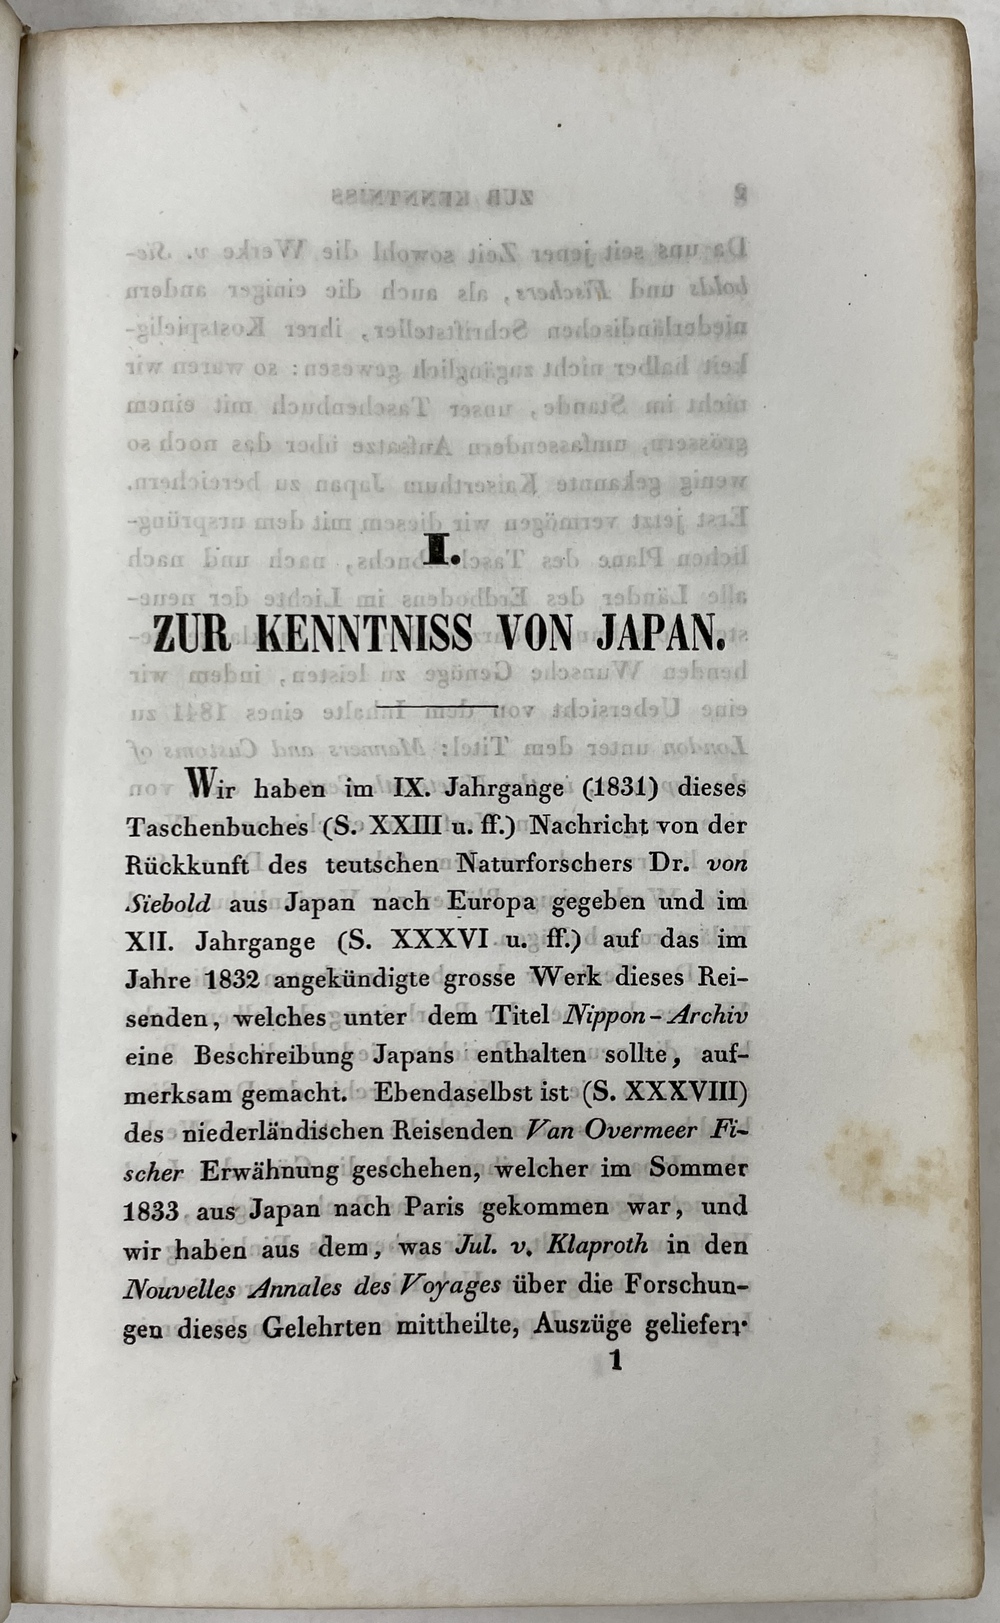 I.
ZUR KENNTNISS VON JAPAN.
Wir haben im IX. Jahrgange (1831) dieses
Taschenbuches (S. XXIII u. ff.) Nachricht von der
Rückkunft des teutschen Naturforschers Dr. von
Siebold aus Japan nach Europa gegeben und im
XII. Jahrgange (S. XXXVI u. ff.) auf das im
Jahre 1832 angekündigte grosse Werk dieses Rei-
senden, welches unter dem Titel Nippon-Archiv
eine Beschreibung Japans enthalten sollte, auf-
merksam gemacht. Ebendaselbst ist (S. XXXVIII)
des niederländischen Reisenden Van Overmeer Fi-
scher Erwähnung geschehen, welcher im Sommer
1833 aus Japan nach Paris gekommen war, und
wir haben aus dem, was Jul. v. Klaproth in den
Nouvelles Annales des Voyages über die Forschun-
gen dieses Gelehrten mittheilte, Auszüge geliefert.
1